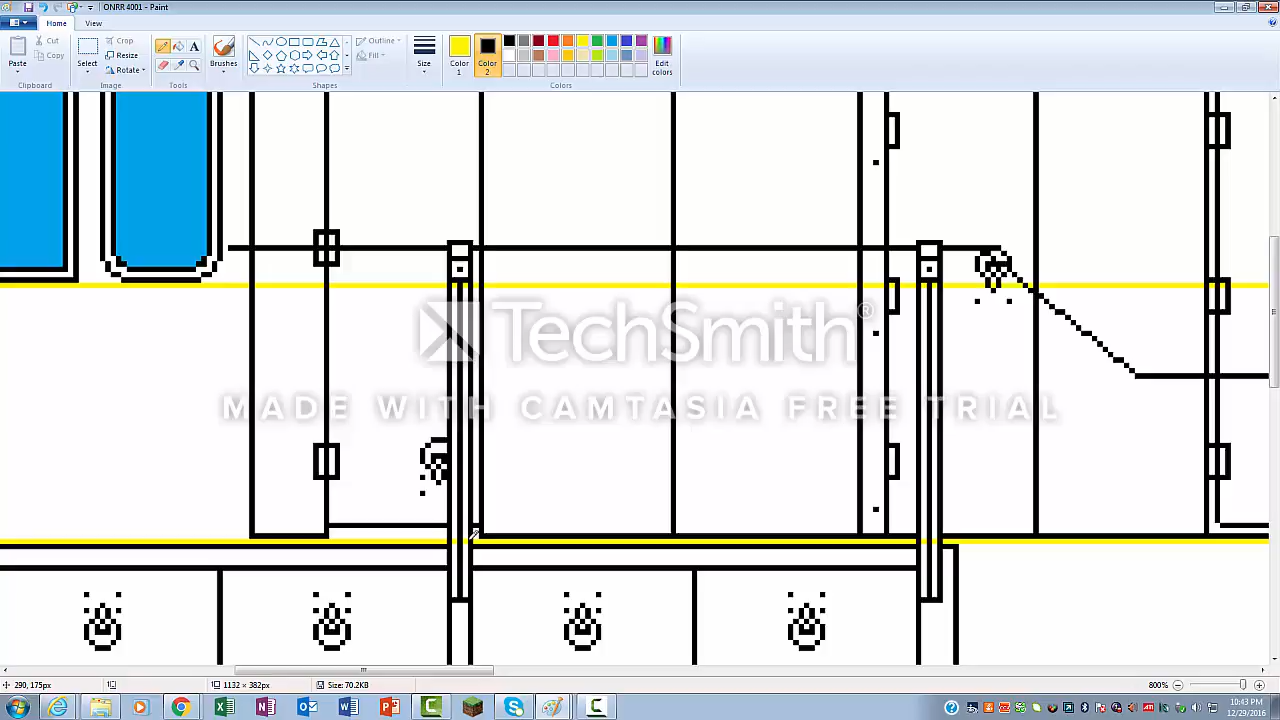 ONRR 4001 - Paint
Home View
Cut
Copy
Paste
Clipboard
Crop
Resize
Rotate
Select
Image
A
Tools
Brushes
Outline
Fill
Shapes
Size
Color 1
Color 2
Edit colors
Colors
TechSmith®
MADE WITH CAMTASIA FREE TRIAL
290, 175px
1132 × 382px
Size: 70.2KB
800%
10:43 PM
12/29/2016